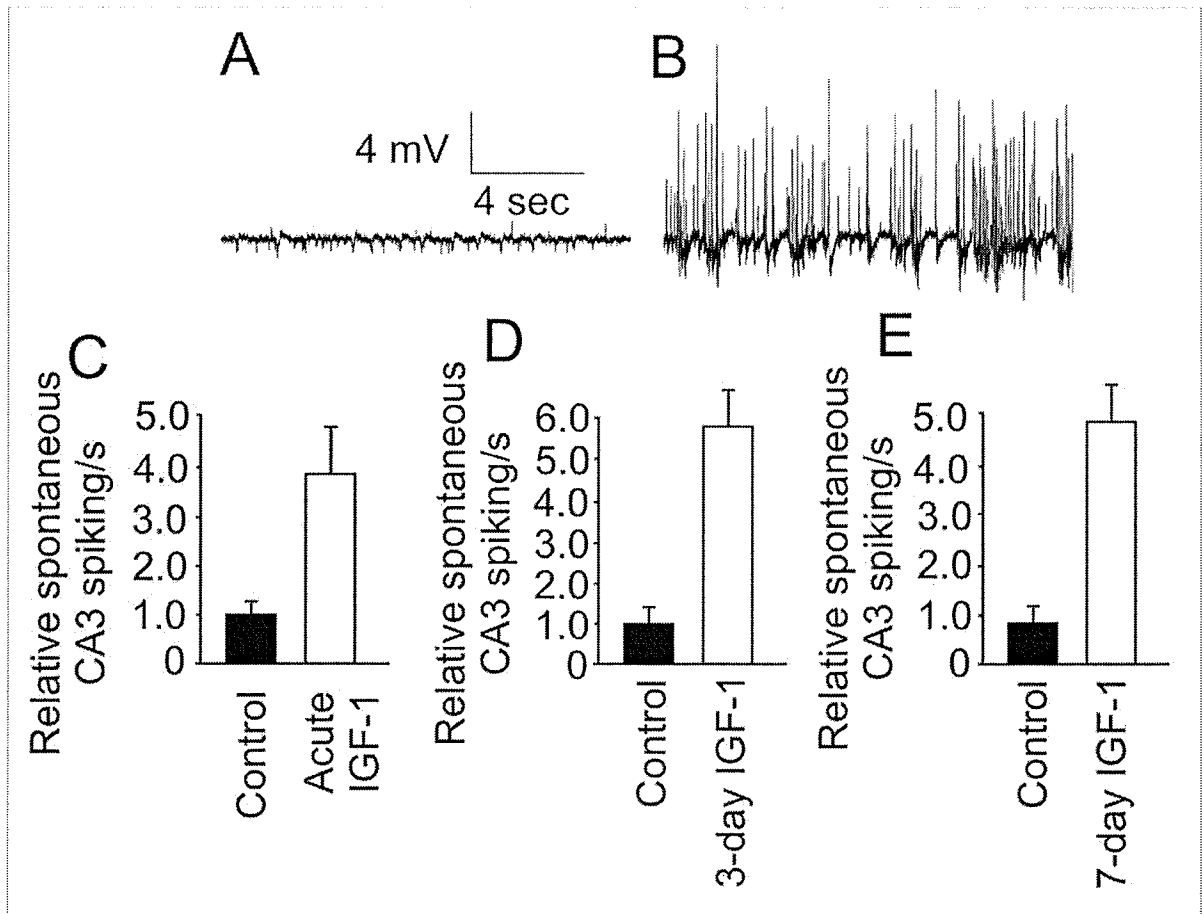 A
B
4 mV
4 sec
C
Relative spontaneous
CA3 spiking/s
5.0
4.0
3.0
2.0
1.0
0
Control
Acute
IGF-1
D
Relative spontaneous
CA3 spiking/s
6.0
5.0
4.0
3.0
2.0
1.0
0
Control
3-day IGF-1
E
Relative spontaneous
CA3 spiking/s
5.0
4.0
3.0
2.0
1.0
0
Control
7-day IGF-1